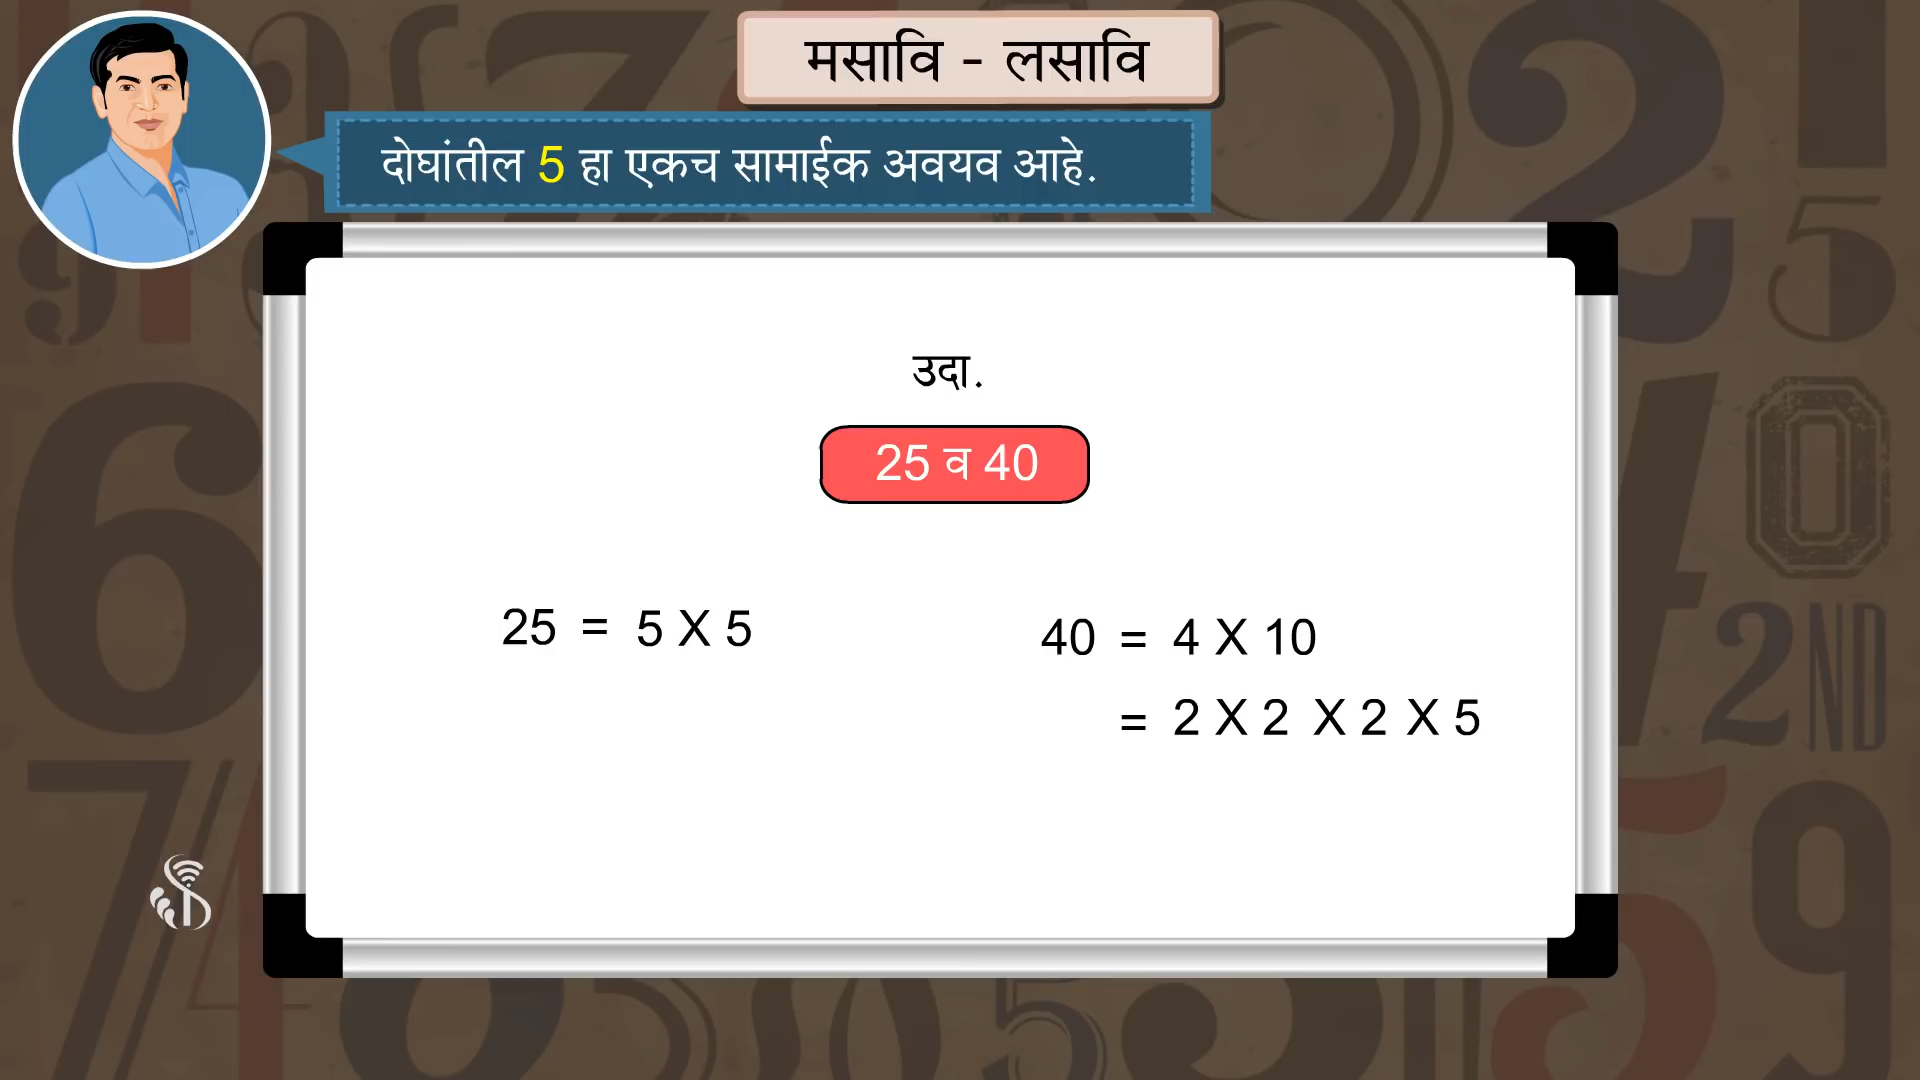 मसावि - लसावि
दोघांतील 5 हा एकच सामाईक अवयव आहे.
उदा.
25 व 40
25 = 5 X 5
40 = 4 X 10
= 2 X 2 X 2 X 5